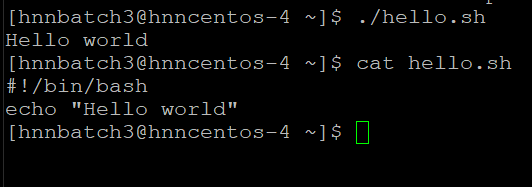 [hnnbatch3@hnncentos-4 ~]$ ./hello.sh
Hello world
[hnnbatch3@hnncentos-4 ~]$ cat hello.sh
#!/bin/bash
echo "Hello world"
[hnnbatch3@hnncentos-4 ~]$